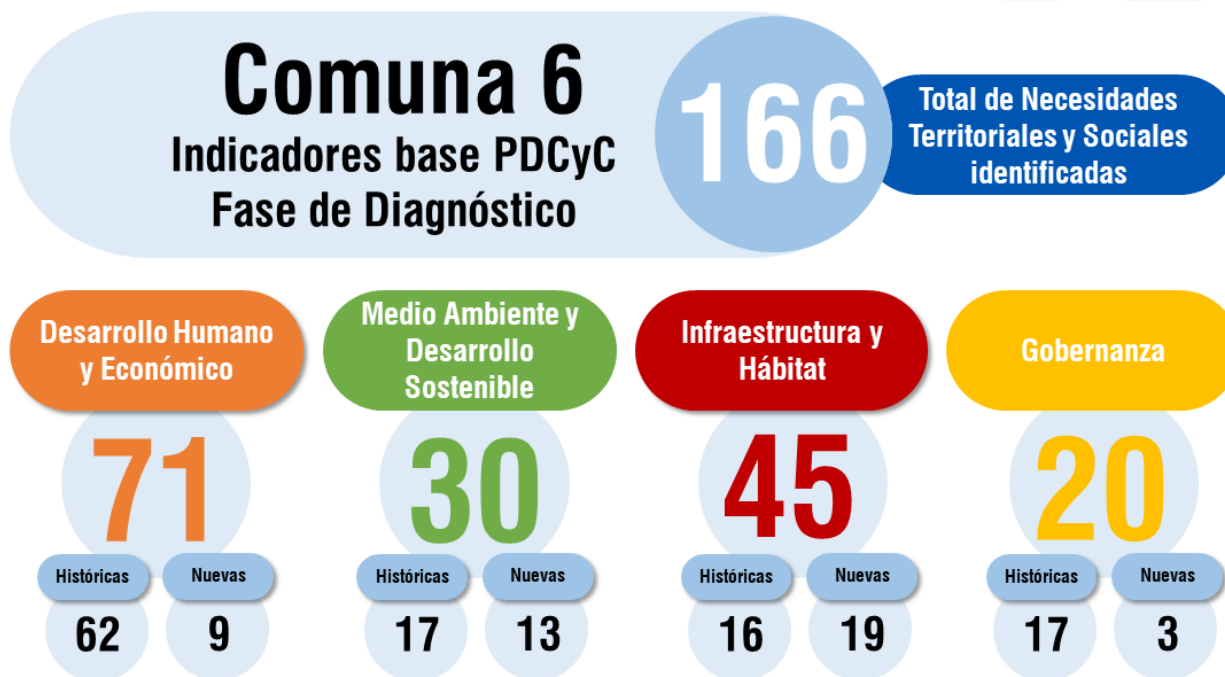 Comuna 6
Indicadores base PDCyC
Fase de Diagnóstico
166
Total de Necesidades
Territoriales y Sociales
identificadas
Desarrollo Humano
y Económico
71
Históricas
Nuevas
62
9
Medio Ambiente y
Desarrollo
Sostenible
30
Históricas
Nuevas
17
13
Infraestructura y
Hábitat
45
Históricas
Nuevas
16
19
Gobernanza
20
Históricas
Nuevas
17
3